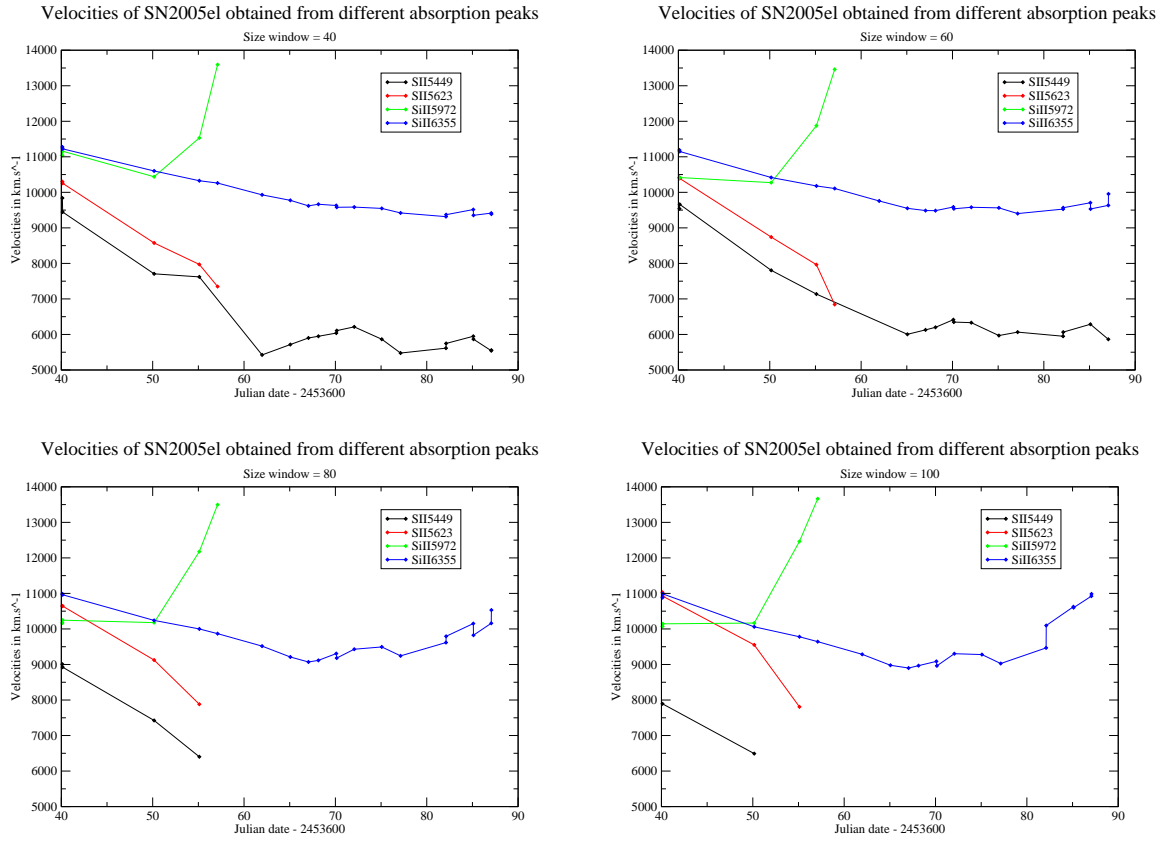 Velocities of SN2005el obtained from different absorption peaks
Size window = 40
14000
13000
12000
11000
10000
9000
8000
7000
6000
5000
Velocities in km.s^-1
SII5449
SII5623
SiII5972
SiII6355
40 50 60 70 80 90
Julian date - 2453600
Velocities of SN2005el obtained from different absorption peaks
Size window = 60
14000
13000
12000
11000
10000
9000
8000
7000
6000
5000
Velocities in km.s^-1
SII5449
SII5623
SiII5972
SiII6355
40 50 60 70 80 90
Julian date - 2453600
Velocities of SN2005el obtained from different absorption peaks
Size window = 80
14000
13000
12000
11000
10000
9000
8000
7000
6000
5000
Velocities in km.s^-1
SII5449
SII5623
SiII5972
SiII6355
40 50 60 70 80 90
Julian date - 2453600
Velocities of SN2005el obtained from different absorption peaks
Size window = 100
14000
13000
12000
11000
10000
9000
8000
7000
6000
5000
Velocities in km.s^-1
SII5449
SII5623
SiII5972
SiII6355
40 50 60 70 80 90
Julian date - 2453600